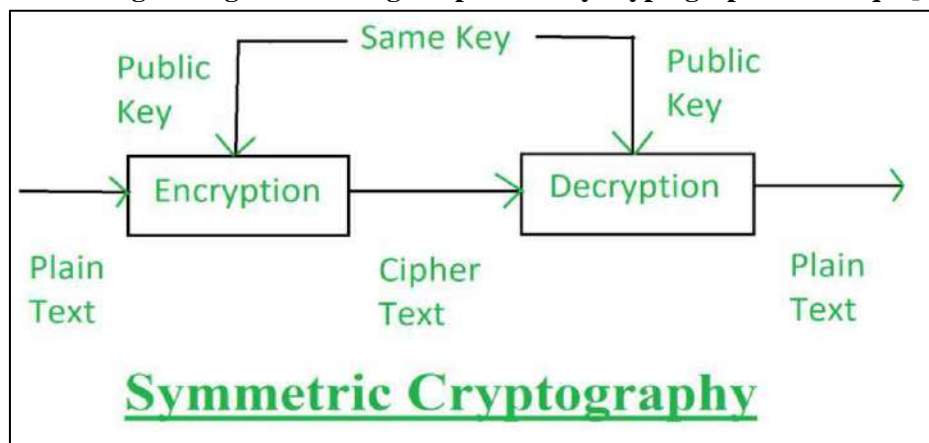 Same Key
Public
Key
Public
Key
Encryption
Decryption
Plain
Text
Cipher
Text
Plain
Text
Symmetric Cryptography